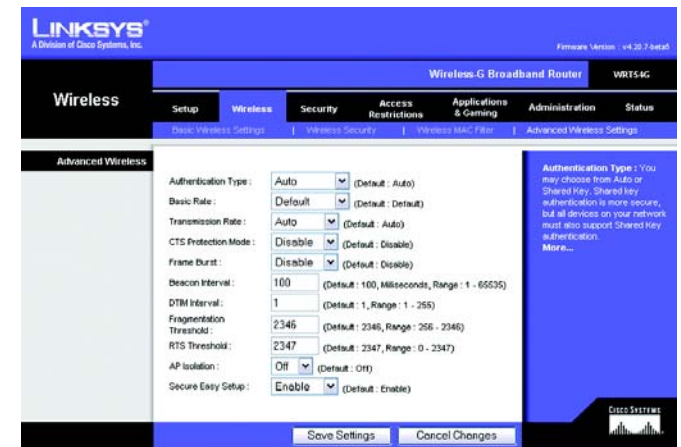 LINKSYS®
A Division of Cisco Systems, Inc.
Firmware Version : v4.20.7-beta5
Wireless-G Broadband Router
WRT54G
Wireless
Setup
Wireless
Security
Access Restrictions
Applications & Gaming
Administration
Status
Basic Wireless Settings | Wireless Security | Wireless MAC Filter | Advanced Wireless Settings
Advanced Wireless
Authentication Type : Auto (Default : Auto)
Basic Rate : Default (Default : Default)
Transmission Rate : Auto (Default : Auto)
CTS Protection Mode : Disable (Default : Disable)
Frame Burst : Disable (Default : Disable)
Beacon Interval : 100 (Default : 100, Miliseconds, Range : 1 - 65535)
DTIM Interval : 1 (Default : 1, Range : 1 - 255)
Fragmentation Threshold : 2346 (Default : 2346, Range : 256 - 2346)
RTS Threshold : 2347 (Default : 2347, Range : 0 - 2347)
AP Isolation : Off (Default : Off)
Secure Easy Setup : Enable (Default : Enable)
Authentication Type : You
may choose from Auto or
Shared Key. Shared key
authentication is more secure,
but all devices on your network
must also support Shared Key
authentication.
More...
Save Settings
Cancel Changes
CISCO SYSTEMS